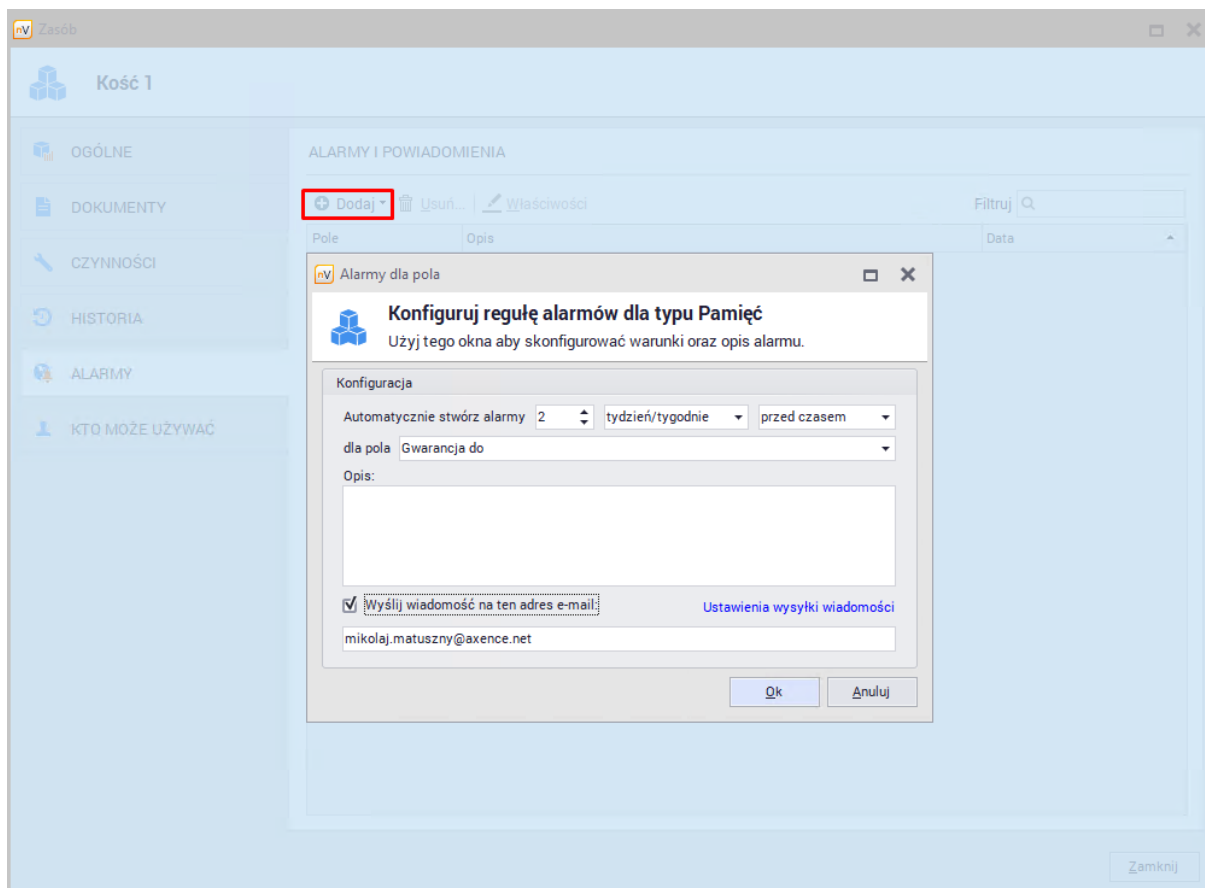 nV Zasób
Kość 1
OGÓLNE
DOKUMENTY
CZYNNOŚCI
HISTORIA
ALARMY
KTO MOŻE UŻYWAĆ
ALARMY I POWIADOMIENIA
Dodaj Usuń... Właściwości Filtruj
Pole Opis Data
nV Alarmy dla pola
Konfiguruj regułę alarmów dla typu Pamięć
Użyj tego okna aby skonfigurować warunki oraz opis alarmu.
Konfiguracja
Automatycznie stwórz alarmy 2 tydzień/tygodnie przed czasem
dla pola Gwarancja do
Opis:
Wyślij wiadomość na ten adres e-mail: Ustawienia wysyłki wiadomości
mikolaj.matuszny@axence.net
Ok Anuluj
Zamknij